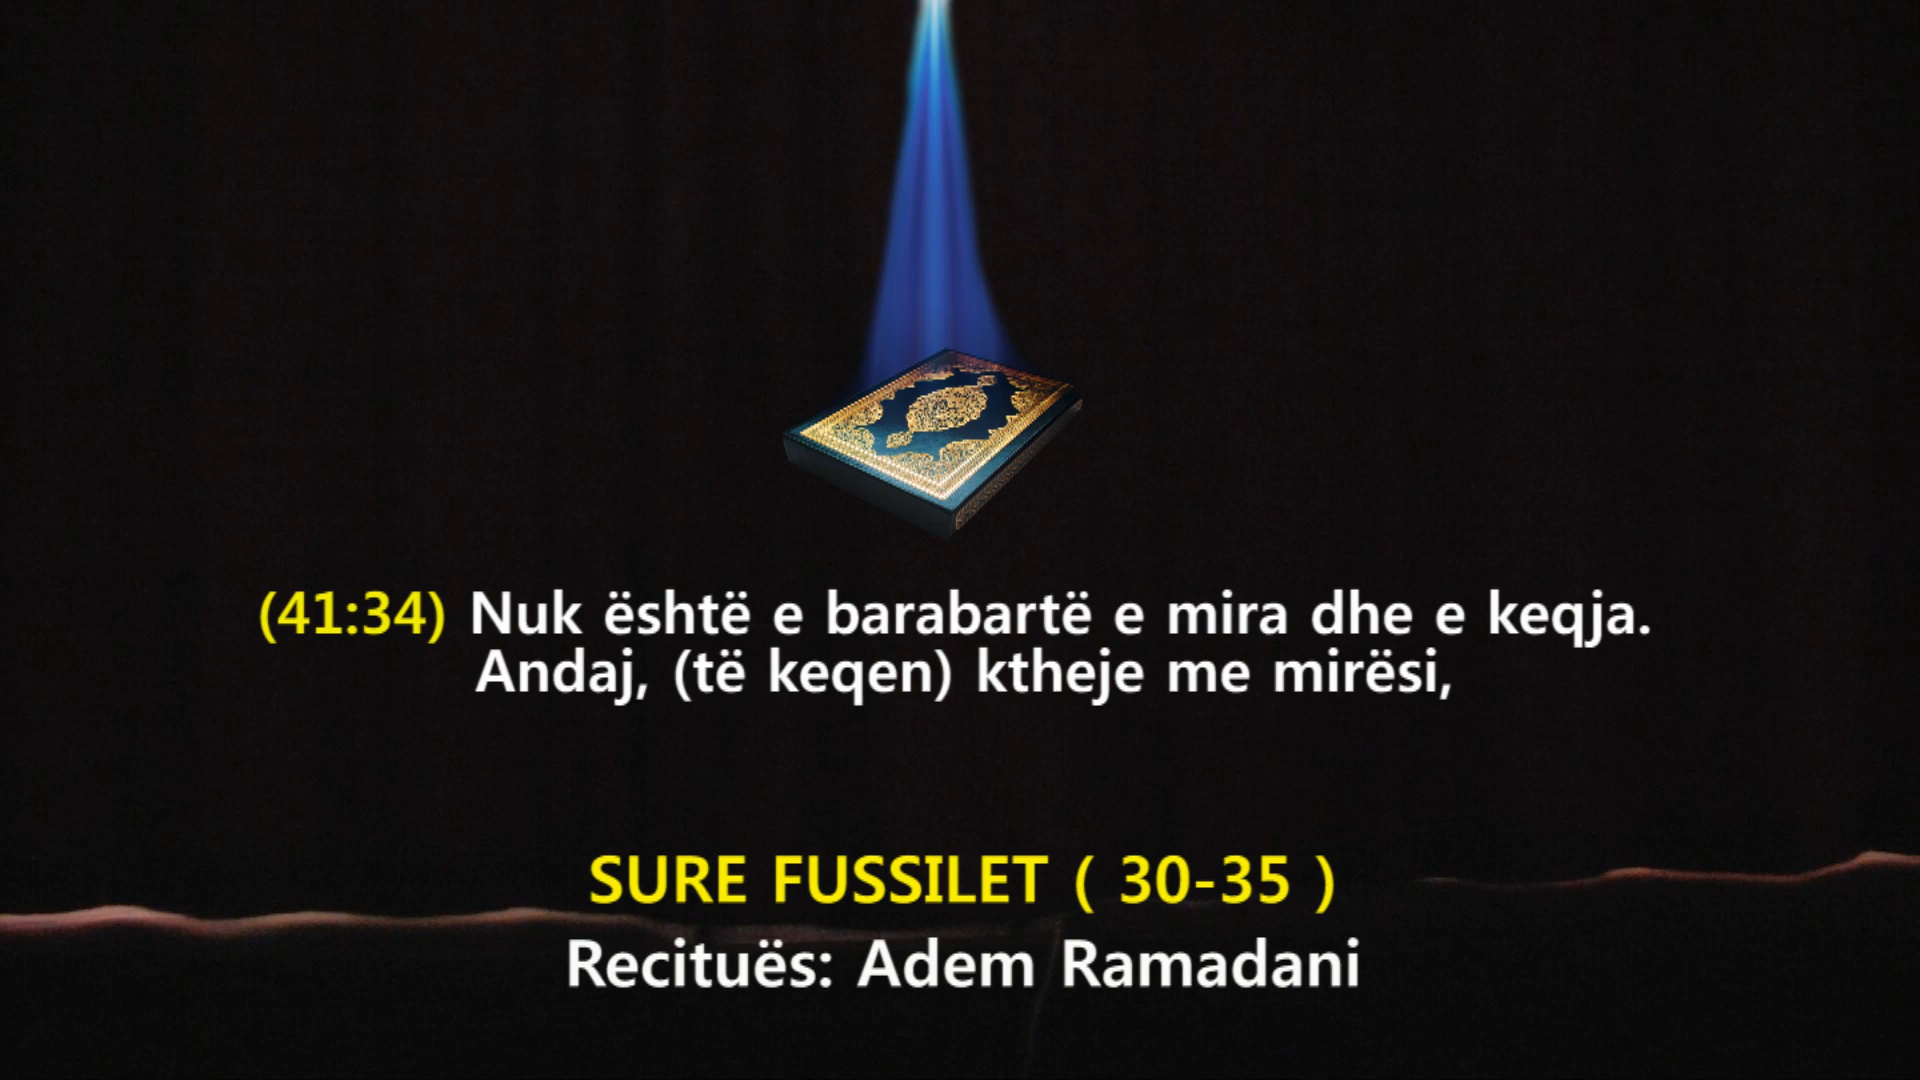 (41:34) Nuk është e barabartë e mira dhe e keqja.
Andaj, (të keqen) ktheje me mirësi,
SURE FUSSILET ( 30-35 )
Recituës: Adem Ramadani